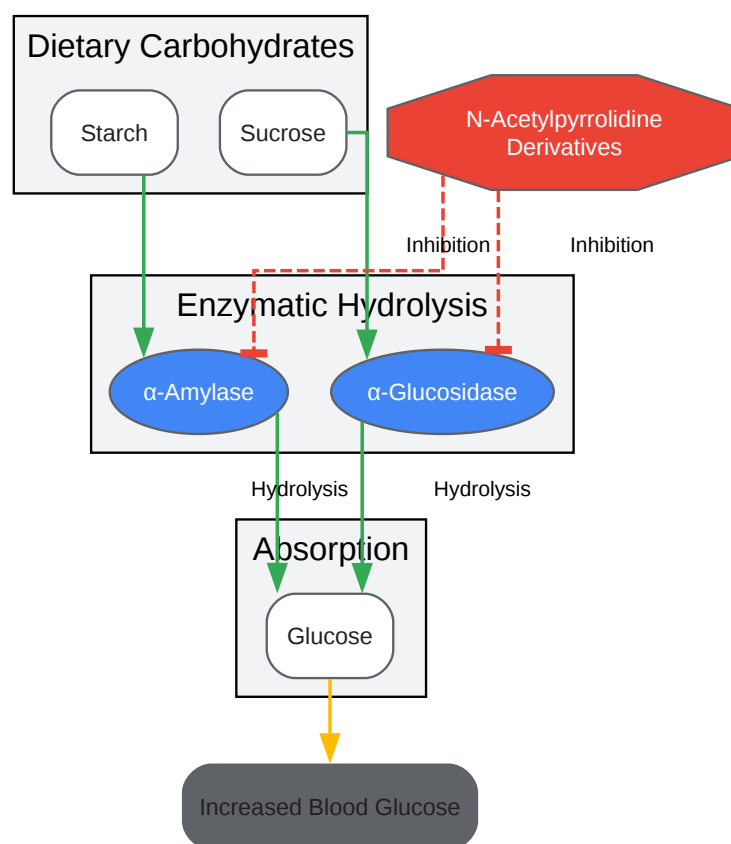 Dietary Carbohydrates
Starch
Sucrose
N-Acetylpyrrolidine
Derivatives
Inhibition
Inhibition
Enzymatic Hydrolysis
α-Amylase
α-Glucosidase
Hydrolysis
Hydrolysis
Absorption
Glucose
Increased Blood Glucose